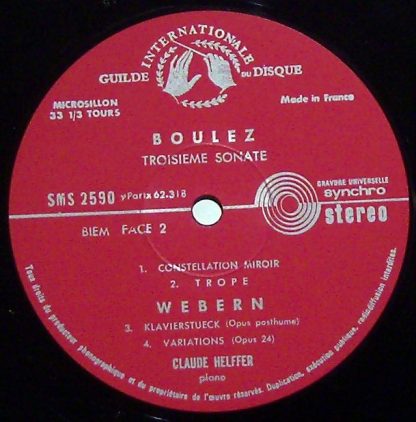 INTERNATIONALE
GUILDE DU DISQUE
MICROSILLON
33 1/3 TOURS
Made in France
BOULEZ
TROISIEME SONATE
SMS 2590 yParix 62.318
GRAVURE UNIVERSELLE
synchro
stereo
BIEM FACE 2
1. CONSTELLATION MIROIR
2. TROPE
WEBERN
3. KLAVIERSTUECK (Opus posthume)
4. VARIATIONS (Opus 24)
CLAUDE HELFFER
piano
Tous droits du producteur phonographique et du propriétaire de l'œuvre réservés. Duplication, exécution publique, radiodiffusion interdites.